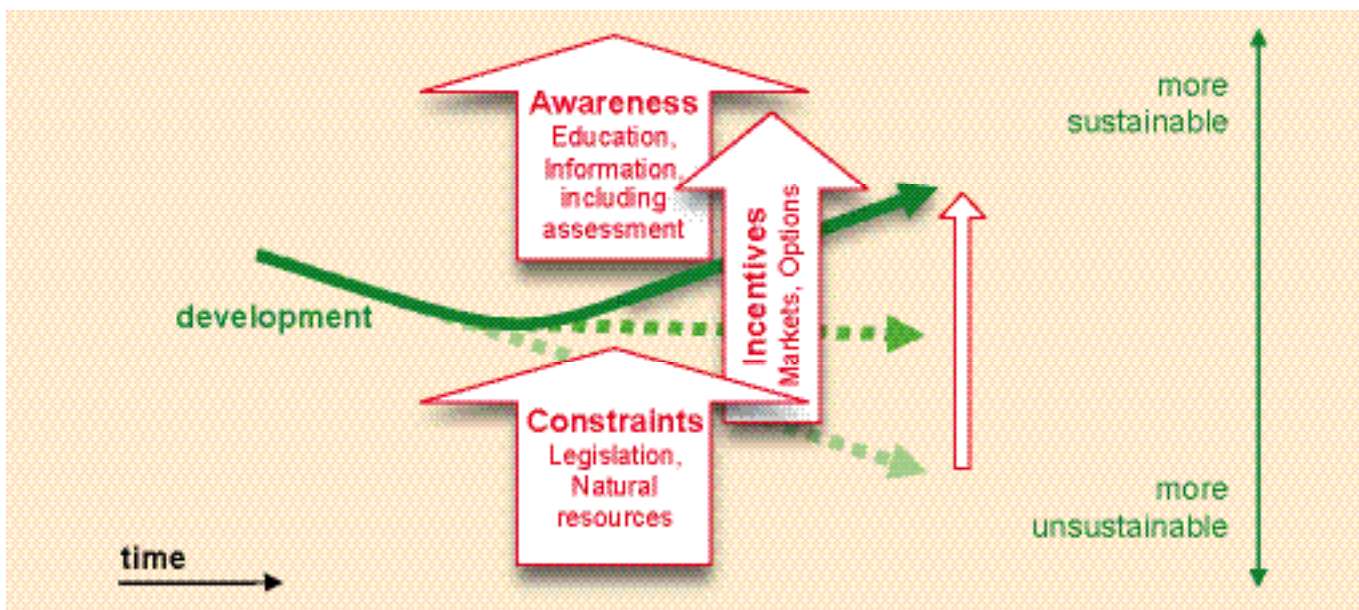 Awareness
Education,
Information,
including
assessment
more
sustainable
Incentives
Markets, Options
development
Constraints
Legislation,
Natural
resources
more
unsustainable
time